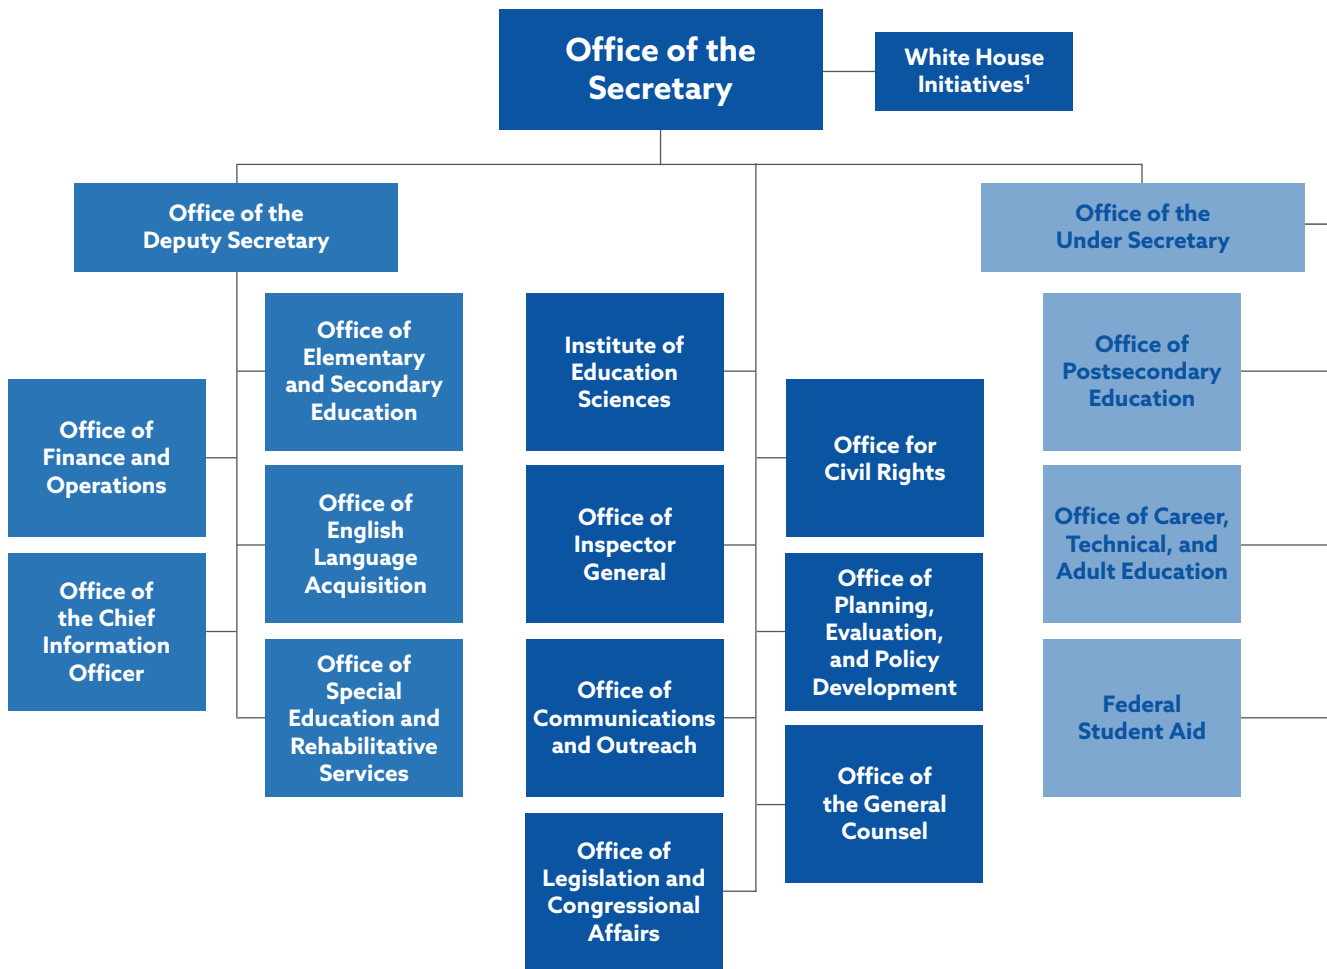 Office of the
Secretary
White House
Initiatives¹
Office of the
Deputy Secretary
Office of the
Under Secretary
Office of
Elementary
and Secondary
Education
Office of
Finance and
Operations
Office of
English
Language
Acquisition
Office of
the Chief
Information
Officer
Office of
Special
Education and
Rehabilitative
Services
Institute of
Education
Sciences
Office for
Civil Rights
Office of
Inspector
General
Office of
Planning,
Evaluation,
and Policy
Development
Office of
Communications
and Outreach
Office of
the General
Counsel
Office of
Legislation and
Congressional
Affairs
Office of
Postsecondary
Education
Office of Career,
Technical, and
Adult Education
Federal
Student Aid